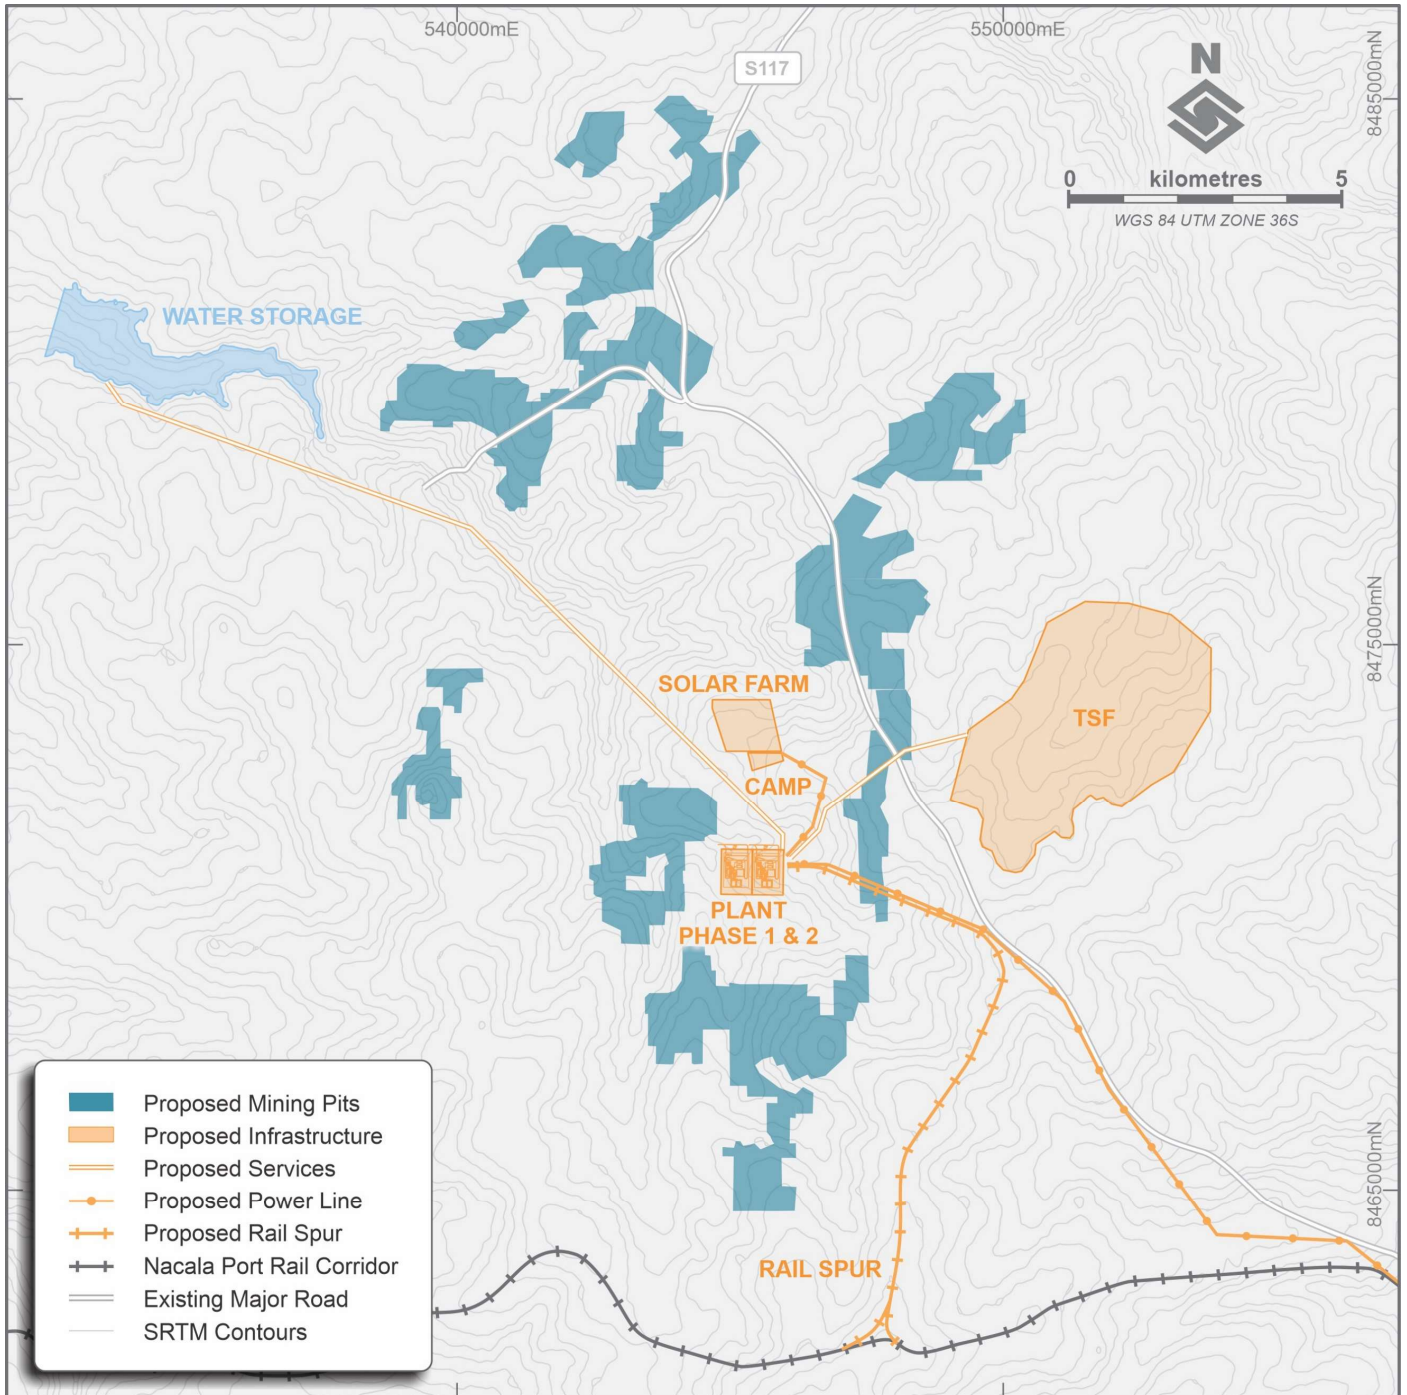 540000mE
550000mE
8485000mN
S117
N
0 kilometres 5
WGS 84 UTM ZONE 36S
WATER STORAGE
8475000mN
SOLAR FARM
TSF
CAMP
PLANT
PHASE 1 & 2
8465000mN
RAIL SPUR
Proposed Mining Pits
Proposed Infrastructure
Proposed Services
Proposed Power Line
Proposed Rail Spur
Nacala Port Rail Corridor
Existing Major Road
SRTM Contours